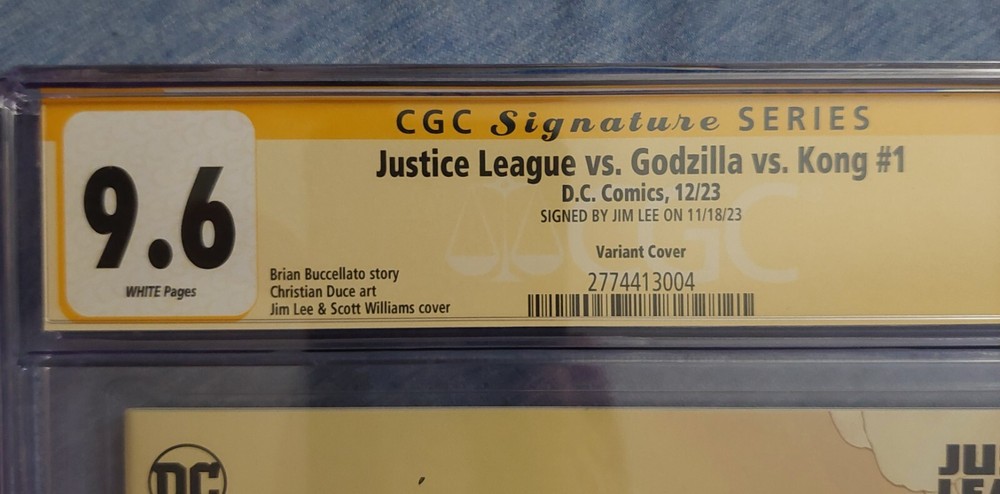 CGC Signature SERIES
Justice League vs. Godzilla vs. Kong #1
D.C. Comics, 12/23
SIGNED BY JIM LEE ON 11/18/23
Variant Cover
2774413004
9.6
WHITE Pages
Brian Buccellato story
Christian Duce art
Jim Lee & Scott Williams cover
CGC
DC
JU
LEA